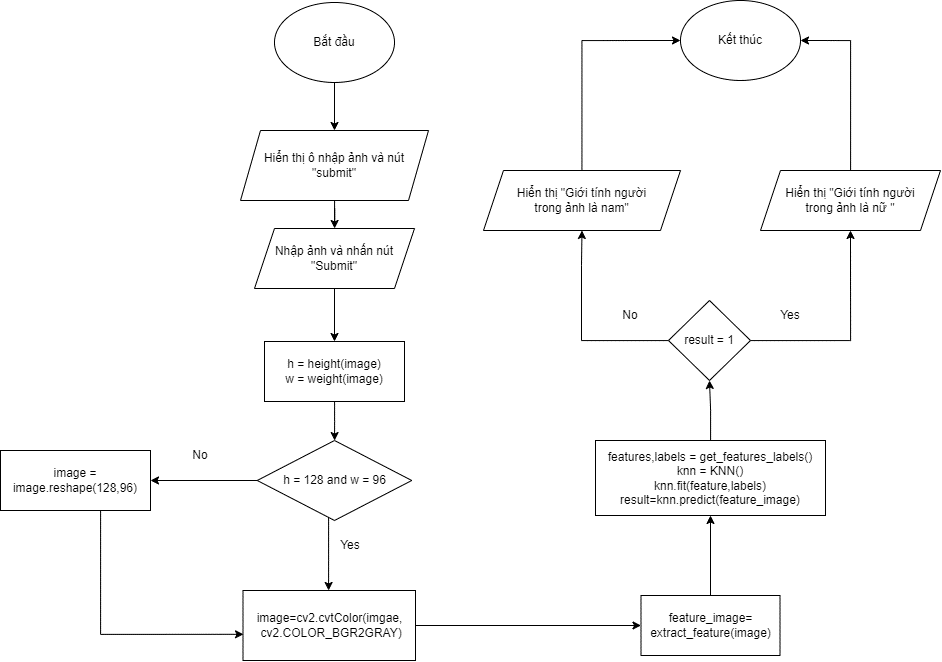 Bắt đầu
Hiển thị ô nhập ảnh và nút
"submit"
Nhập ảnh và nhấn nút
"Submit"
h = height(image)
w = weight(image)
h = 128 and w = 96
No
image =
image.reshape(128,96)
Yes
image=cv2.cvtColor(imgae,
cv2.COLOR_BGR2GRAY)
feature_image=
extract_feature(image)
features,labels = get_features_labels()
knn = KNN()
knn.fit(feature,labels)
result=knn.predict(feature_image)
result = 1
No
Yes
Hiển thị "Giới tính người
trong ảnh là nam"
Hiển thị "Giới tính người
trong ảnh là nữ "
Kết thúc